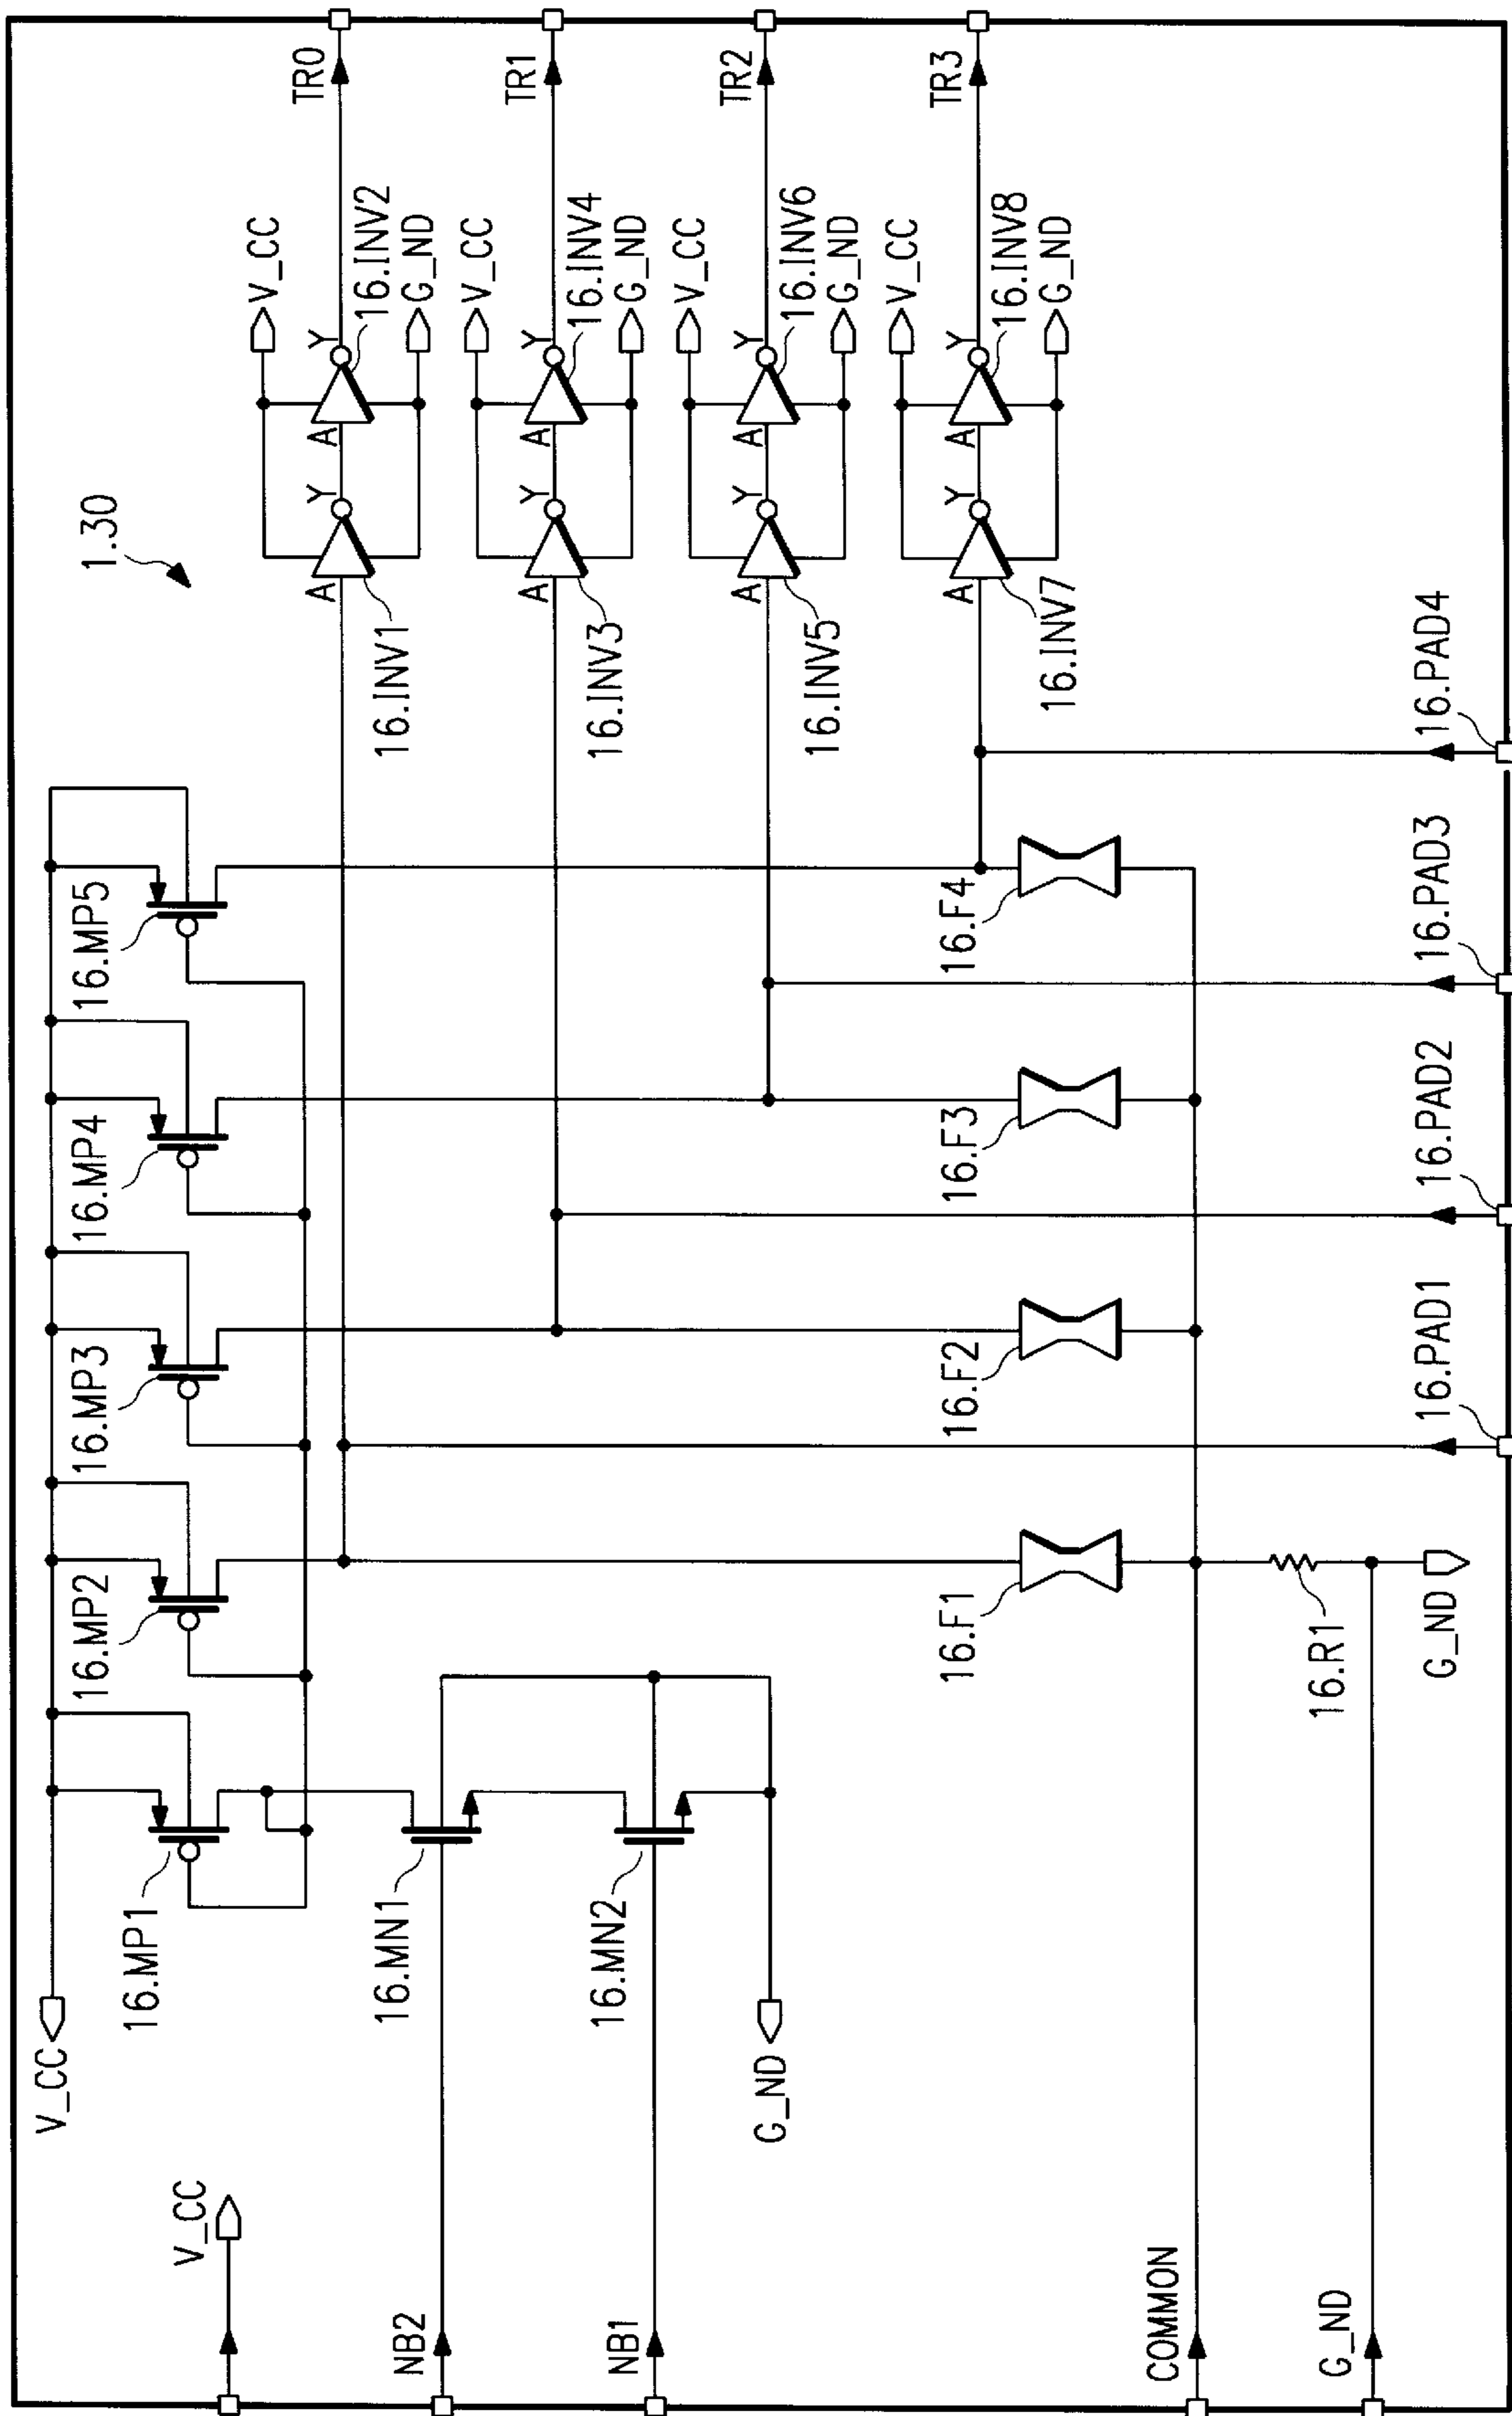 1.30
V_CC
V_CC
NB2
NB1
G_ND
COMMON
G_ND
16.MP1
16.MP2
16.MP3
16.MP4
16.MP5
16.MN1
16.MN2
16.F1
16.F2
16.F3
16.F4
16.R1
G_ND
16.PAD1
16.PAD2
16.PAD3
16.PAD4
A
Y
A
Y
V_CC
TR0
16.INV1
16.INV2
G_ND
A
Y
A
Y
V_CC
TR1
16.INV3
16.INV4
G_ND
A
Y
A
Y
V_CC
TR2
16.INV5
16.INV6
G_ND
A
Y
A
Y
V_CC
TR3
16.INV7
16.INV8
G_ND